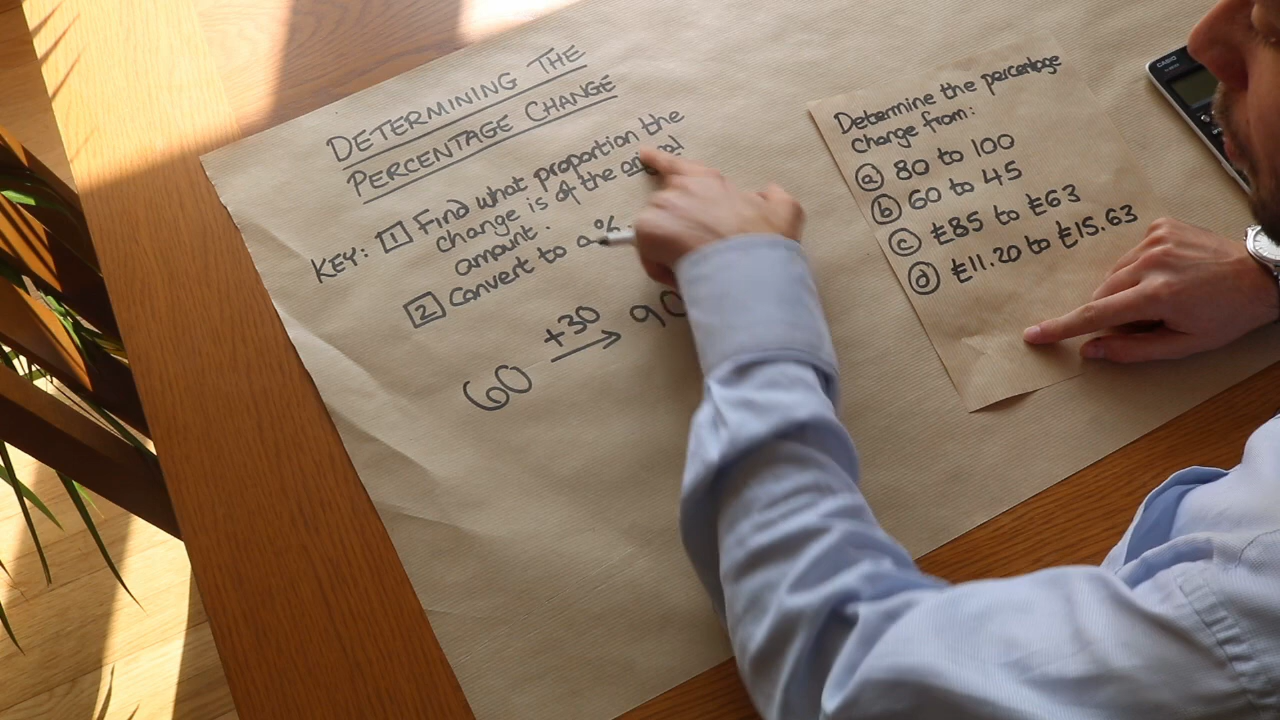 DETERMINING THE
PERCENTAGE CHANGE
KEY: 1 Find what proportion the
change is of the
amount.
2 Convert to a %
60 +30 → 90
Determine the percentage
change from:
a 80 to 100
b 60 to 45
c £85 to £63
d £11.20 to £15.63
CASIO